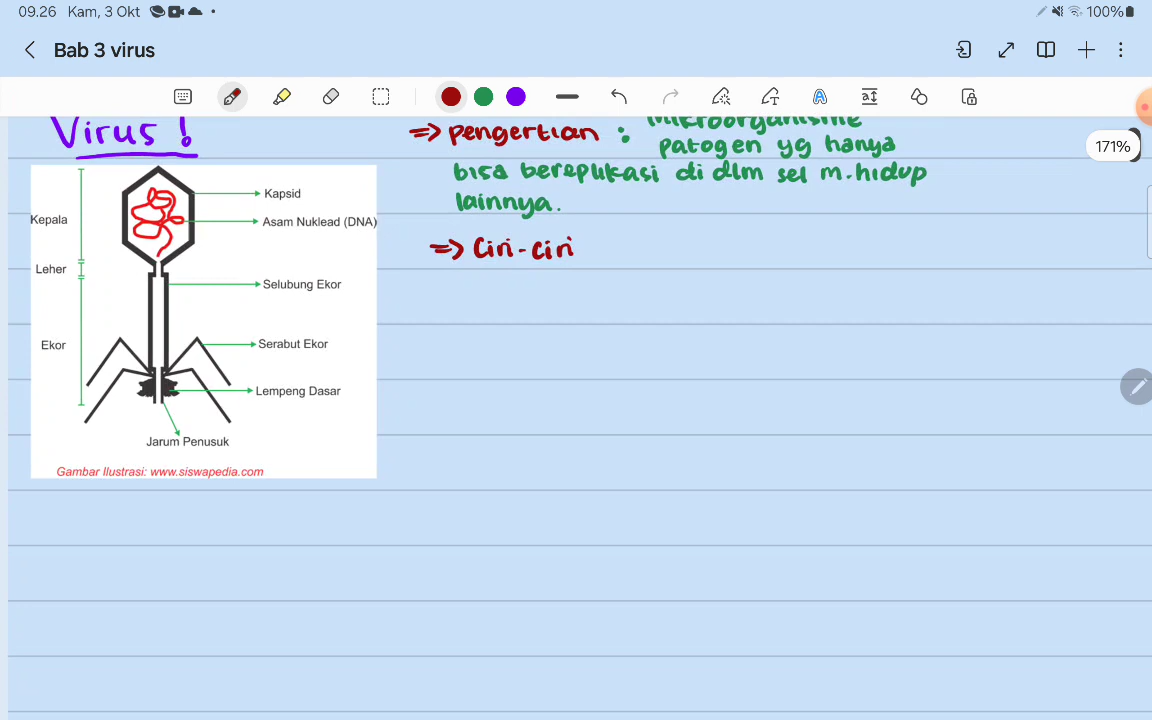 09.26 Kam, 3 Okt
100%
Bab 3 virus
171%
Virus !
=> pengertian : mikroorganisme
patogen yg hanya
bisa bereplikasi di dlm sel m.hidup
lainnya.
=> Ciri - ciri
Kepala
Leher
Ekor
Kapsid
Asam Nuklead (DNA)
Selubung Ekor
Serabut Ekor
Lempeng Dasar
Jarum Penusuk
Gambar Ilustrasi: www.siswapedia.com